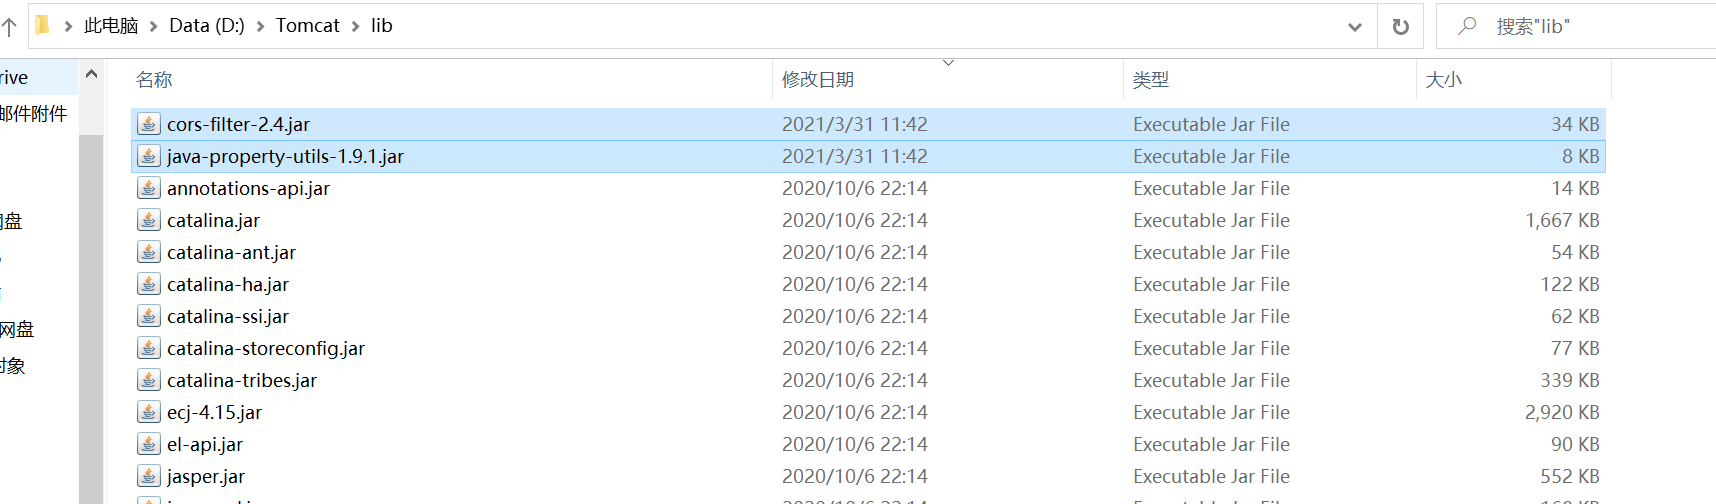 此电脑 Data (D:) Tomcat lib 搜索"lib"
rive
邮件附件
网盘
网盘
对象
名称 修改日期 类型 大小
cors-filter-2.4.jar 2021/3/31 11:42 Executable Jar File 34 KB
java-property-utils-1.9.1.jar 2021/3/31 11:42 Executable Jar File 8 KB
annotations-api.jar 2020/10/6 22:14 Executable Jar File 14 KB
catalina.jar 2020/10/6 22:14 Executable Jar File 1,667 KB
catalina-ant.jar 2020/10/6 22:14 Executable Jar File 54 KB
catalina-ha.jar 2020/10/6 22:14 Executable Jar File 122 KB
catalina-ssi.jar 2020/10/6 22:14 Executable Jar File 62 KB
catalina-storeconfig.jar 2020/10/6 22:14 Executable Jar File 77 KB
catalina-tribes.jar 2020/10/6 22:14 Executable Jar File 339 KB
ecj-4.15.jar 2020/10/6 22:14 Executable Jar File 2,920 KB
el-api.jar 2020/10/6 22:14 Executable Jar File 90 KB
jasper.jar 2020/10/6 22:14 Executable Jar File 552 KB